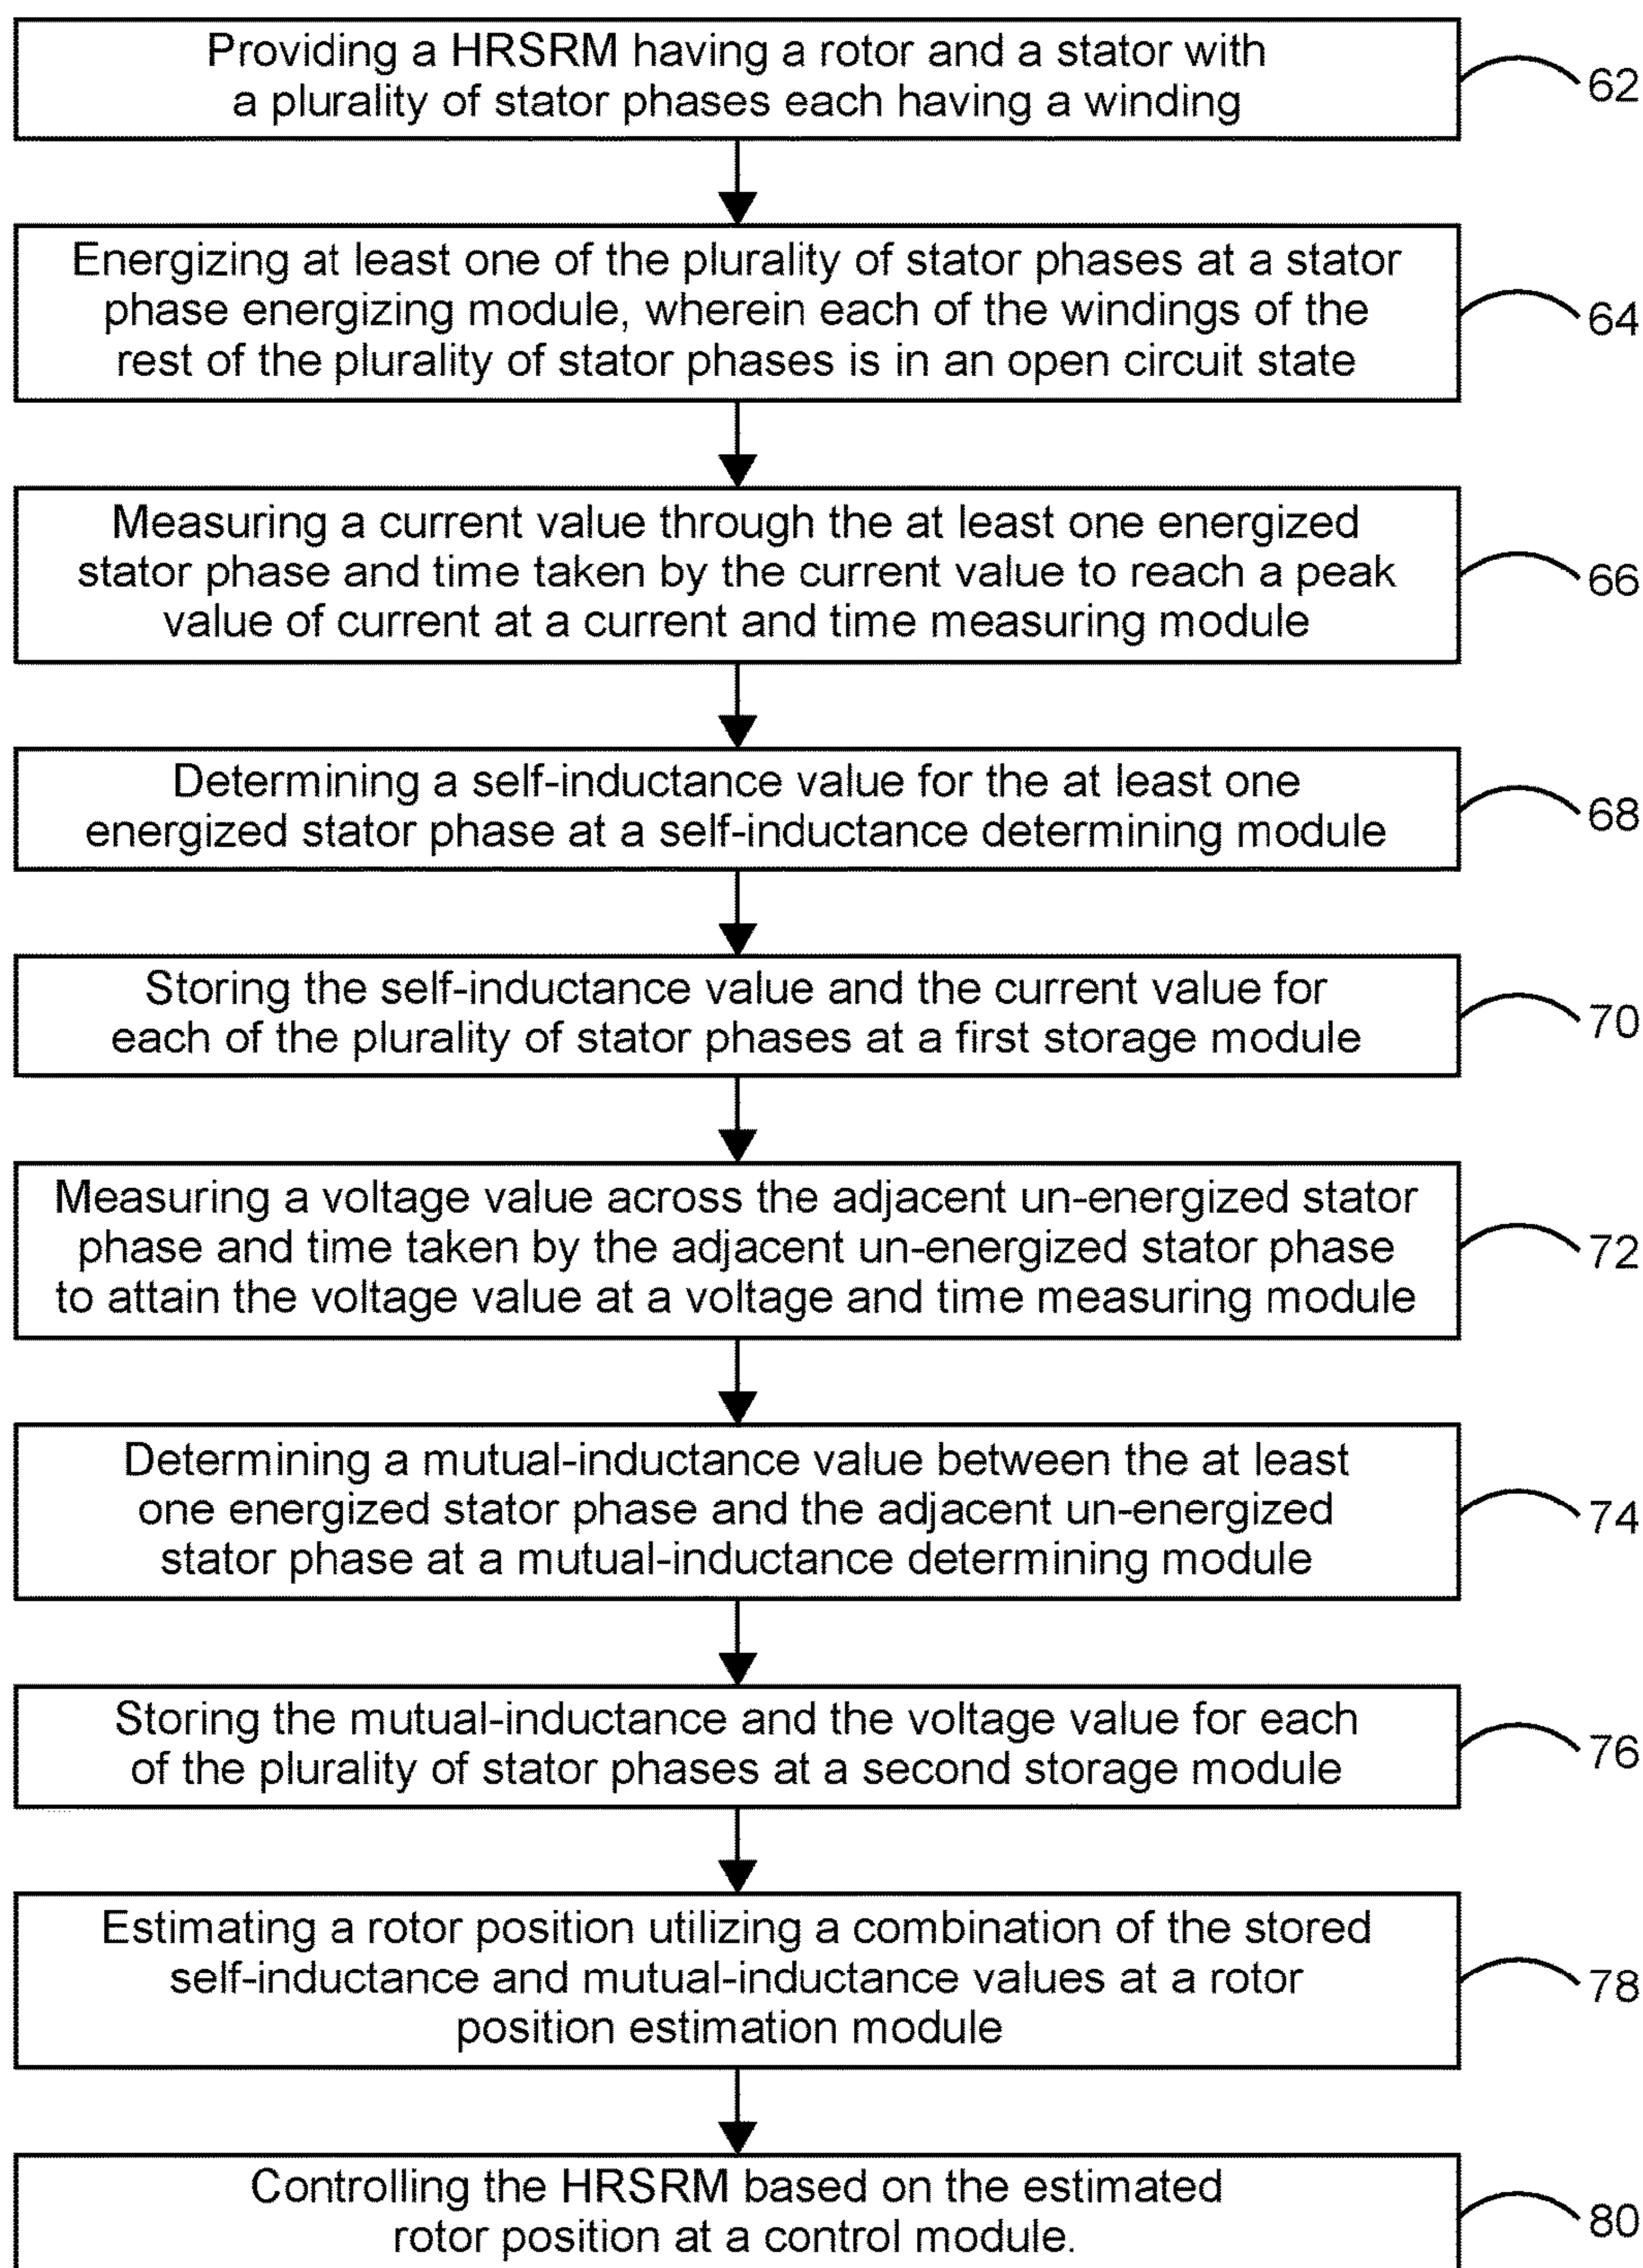 Providing a HRSRM having a rotor and a stator with
a plurality of stator phases each having a winding
62
Energizing at least one of the plurality of stator phases at a stator
phase energizing module, wherein each of the windings of the
rest of the plurality of stator phases is in an open circuit state
64
Measuring a current value through the at least one energized
stator phase and time taken by the current value to reach a peak
value of current at a current and time measuring module
66
Determining a self-inductance value for the at least one
energized stator phase at a self-inductance determining module
68
Storing the self-inductance value and the current value for
each of the plurality of stator phases at a first storage module
70
Measuring a voltage value across the adjacent un-energized stator
phase and time taken by the adjacent un-energized stator phase
to attain the voltage value at a voltage and time measuring module
72
Determining a mutual-inductance value between the at least
one energized stator phase and the adjacent un-energized
stator phase at a mutual-inductance determining module
74
Storing the mutual-inductance and the voltage value for each
of the plurality of stator phases at a second storage module
76
Estimating a rotor position utilizing a combination of the stored
self-inductance and mutual-inductance values at a rotor
position estimation module
78
Controlling the HRSRM based on the estimated
rotor position at a control module.
80